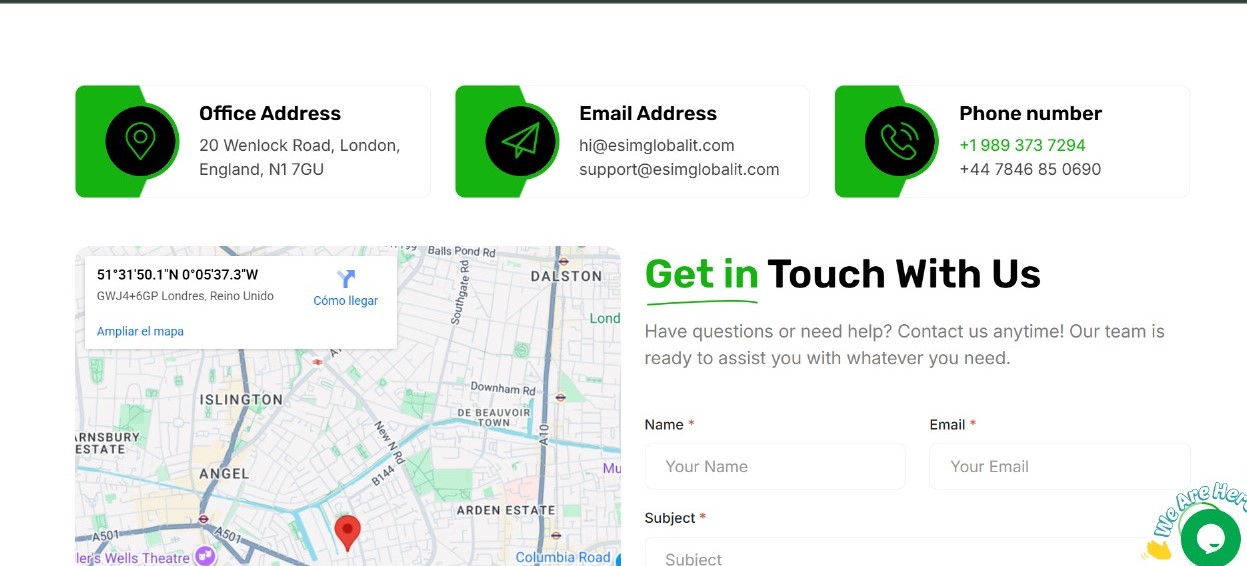 Office Address
20 Wenlock Road, London,
England, N1 7GU
Email Address
hi@esimglobalit.com
support@esimglobalit.com
Phone number
+1 989 373 7294
+44 7846 85 0690
51°31'50.1"N 0°05'37.3"W
GWJ4+6GP Londres, Reino Unido
Cómo llegar
Ampliar el mapa
Balls Pond Rd
DALSTON
Southgate Rd
Lond
ISLINGTON
Downham Rd
DE BEAUVOIR
TOWN
ARNSBURY
ESTATE
New N Rd
A10
B144
Mu
ANGEL
ARDEN ESTATE
A501
A501
ler's Wells Theatre
Columbia Road
Get in Touch With Us
Have questions or need help? Contact us anytime! Our team is
ready to assist you with whatever you need.
Name *
Email *
Your Name
Your Email
Subject *
Subject
We Are Here